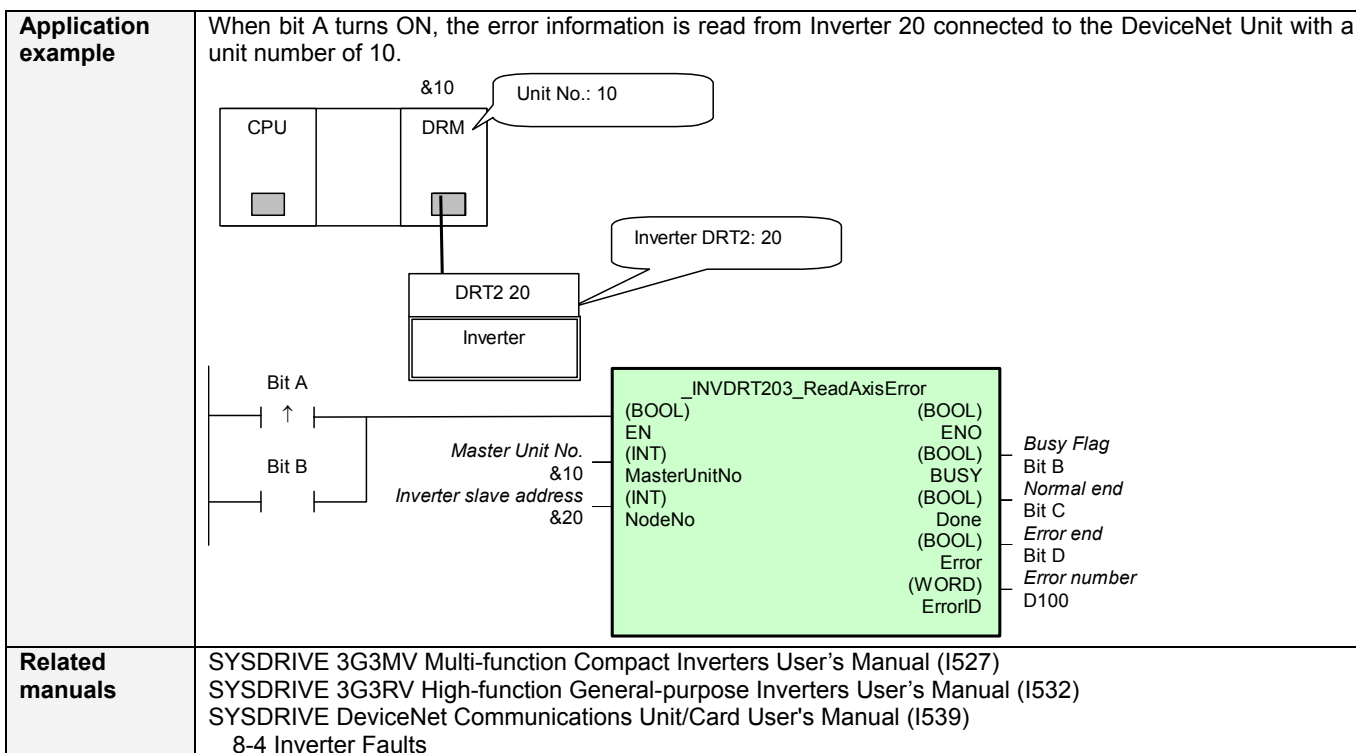 Application example
When bit A turns ON, the error information is read from Inverter 20 connected to the DeviceNet Unit with a
unit number of 10.
&10
Unit No.: 10
CPU
DRM
Inverter DRT2: 20
DRT2 20
Inverter
Bit A
↑
Bit B
Master Unit No.
&10
Inverter slave address
&20
_INVDRT203_ReadAxisError
(BOOL) (BOOL)
EN ENO
(INT) (BOOL)
MasterUnitNo BUSY
(INT) (BOOL)
NodeNo Done
(BOOL)
Error
(WORD)
ErrorID
Busy Flag
Bit B
Normal end
Bit C
Error end
Bit D
Error number
D100
Related manuals
SYSDRIVE 3G3MV Multi-function Compact Inverters User’s Manual (I527)
SYSDRIVE 3G3RV High-function General-purpose Inverters User’s Manual (I532)
SYSDRIVE DeviceNet Communications Unit/Card User's Manual (I539)
8-4 Inverter Faults